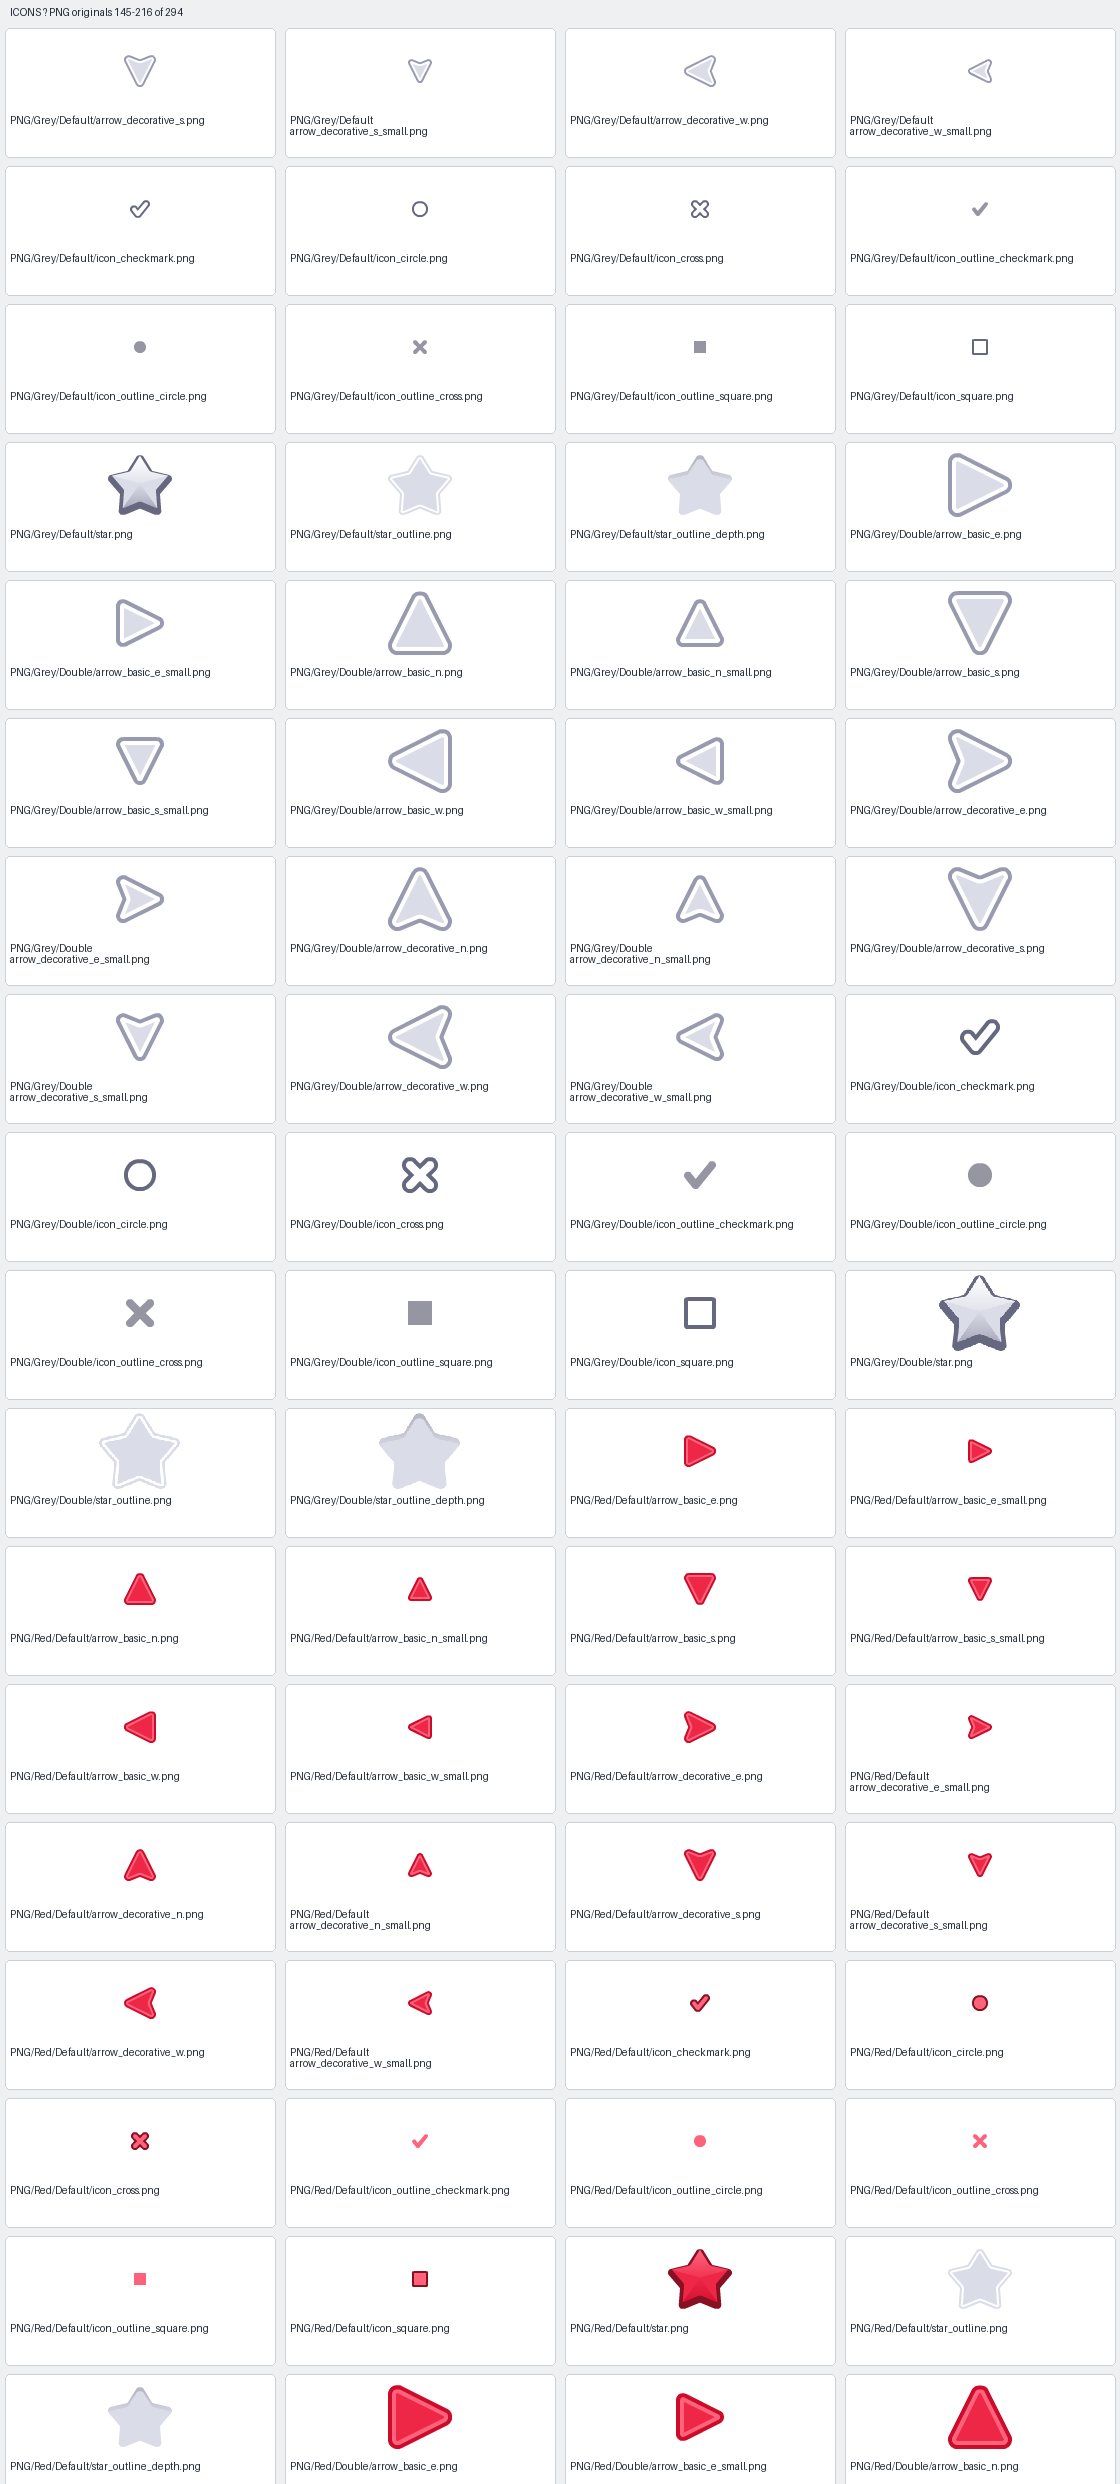 ICONS ? PNG originals 145-216 of 294
PNG/Grey/Default/arrow_decorative_s.png
PNG/Grey/Default
arrow_decorative_s_small.png
PNG/Grey/Default/arrow_decorative_w.png
PNG/Grey/Default
arrow_decorative_w_small.png
PNG/Grey/Default/icon_checkmark.png
PNG/Grey/Default/icon_circle.png
PNG/Grey/Default/icon_cross.png
PNG/Grey/Default/icon_outline_checkmark.png
PNG/Grey/Default/icon_outline_circle.png
PNG/Grey/Default/icon_outline_cross.png
PNG/Grey/Default/icon_outline_square.png
PNG/Grey/Default/icon_square.png
PNG/Grey/Default/star.png
PNG/Grey/Default/star_outline.png
PNG/Grey/Default/star_outline_depth.png
PNG/Grey/Double/arrow_basic_e.png
PNG/Grey/Double/arrow_basic_e_small.png
PNG/Grey/Double/arrow_basic_n.png
PNG/Grey/Double/arrow_basic_n_small.png
PNG/Grey/Double/arrow_basic_s.png
PNG/Grey/Double/arrow_basic_s_small.png
PNG/Grey/Double/arrow_basic_w.png
PNG/Grey/Double/arrow_basic_w_small.png
PNG/Grey/Double/arrow_decorative_e.png
PNG/Grey/Double
arrow_decorative_e_small.png
PNG/Grey/Double/arrow_decorative_n.png
PNG/Grey/Double
arrow_decorative_n_small.png
PNG/Grey/Double/arrow_decorative_s.png
PNG/Grey/Double
arrow_decorative_s_small.png
PNG/Grey/Double/arrow_decorative_w.png
PNG/Grey/Double
arrow_decorative_w_small.png
PNG/Grey/Double/icon_checkmark.png
PNG/Grey/Double/icon_circle.png
PNG/Grey/Double/icon_cross.png
PNG/Grey/Double/icon_outline_checkmark.png
PNG/Grey/Double/icon_outline_circle.png
PNG/Grey/Double/icon_outline_cross.png
PNG/Grey/Double/icon_outline_square.png
PNG/Grey/Double/icon_square.png
PNG/Grey/Double/star.png
PNG/Grey/Double/star_outline.png
PNG/Grey/Double/star_outline_depth.png
PNG/Red/Default/arrow_basic_e.png
PNG/Red/Default/arrow_basic_e_small.png
PNG/Red/Default/arrow_basic_n.png
PNG/Red/Default/arrow_basic_n_small.png
PNG/Red/Default/arrow_basic_s.png
PNG/Red/Default/arrow_basic_s_small.png
PNG/Red/Default/arrow_basic_w.png
PNG/Red/Default/arrow_basic_w_small.png
PNG/Red/Default/arrow_decorative_e.png
PNG/Red/Default
arrow_decorative_e_small.png
PNG/Red/Default/arrow_decorative_n.png
PNG/Red/Default
arrow_decorative_n_small.png
PNG/Red/Default/arrow_decorative_s.png
PNG/Red/Default
arrow_decorative_s_small.png
PNG/Red/Default/arrow_decorative_w.png
PNG/Red/Default
arrow_decorative_w_small.png
PNG/Red/Default/icon_checkmark.png
PNG/Red/Default/icon_circle.png
PNG/Red/Default/icon_cross.png
PNG/Red/Default/icon_outline_checkmark.png
PNG/Red/Default/icon_outline_circle.png
PNG/Red/Default/icon_outline_cross.png
PNG/Red/Default/icon_outline_square.png
PNG/Red/Default/icon_square.png
PNG/Red/Default/star.png
PNG/Red/Default/star_outline.png
PNG/Red/Default/star_outline_depth.png
PNG/Red/Double/arrow_basic_e.png
PNG/Red/Double/arrow_basic_e_small.png
PNG/Red/Double/arrow_basic_n.png